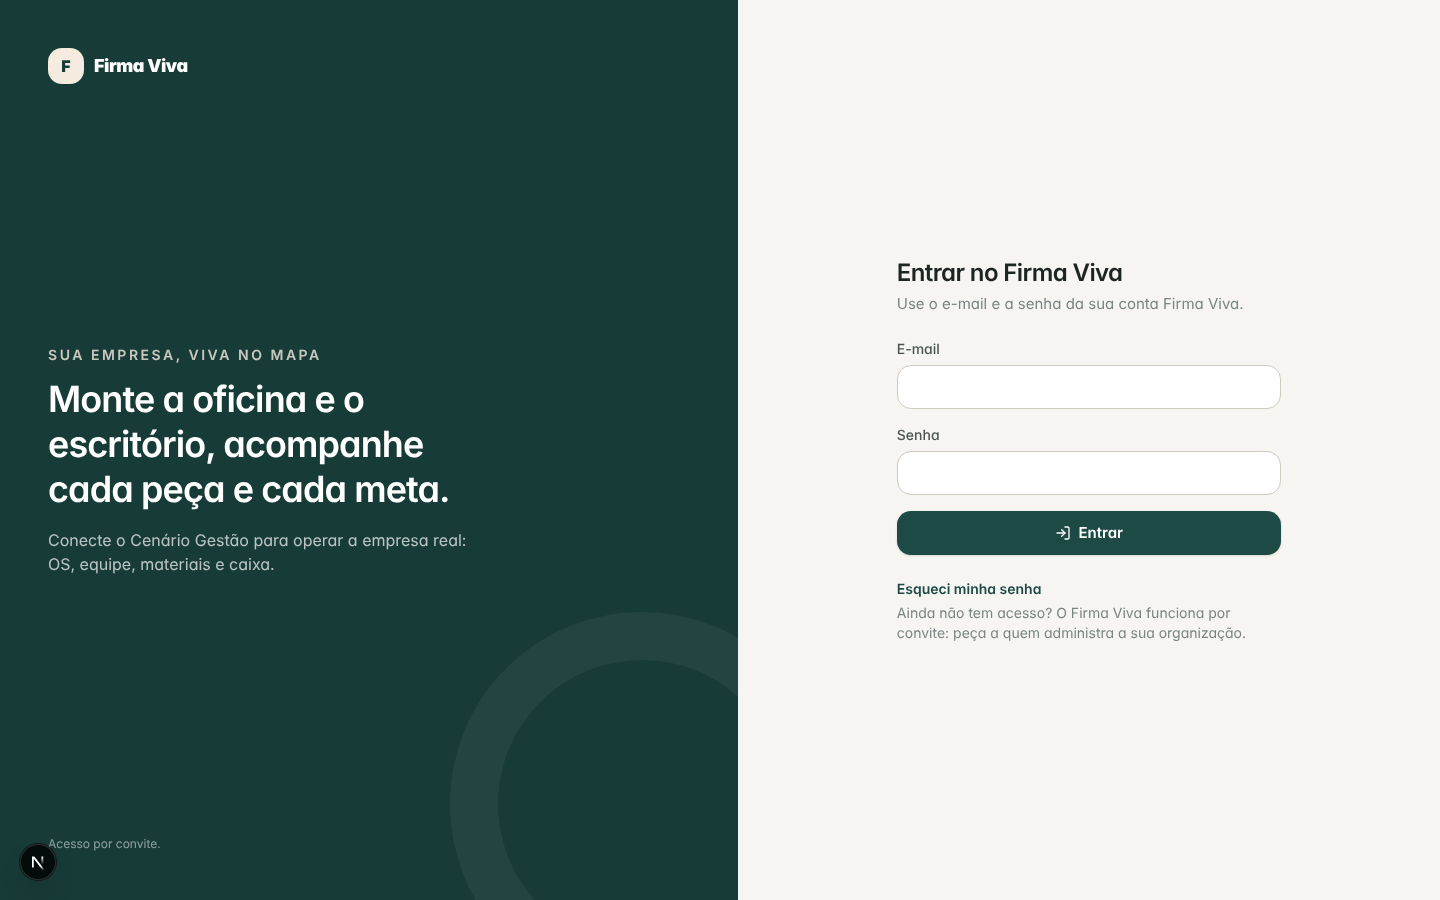 F
Firma Viva
SUA EMPRESA, VIVA NO MAPA
Monte a oficina e o
escritório, acompanhe
cada peça e cada meta.
Conecte o Cenário Gestão para operar a empresa real:
OS, equipe, materiais e caixa.
Acesso por convite.
N
Entrar no Firma Viva
Use o e-mail e a senha da sua conta Firma Viva.
E-mail
Senha
Entrar
Esqueci minha senha
Ainda não tem acesso? O Firma Viva funciona por
convite: peça a quem administra a sua organização.